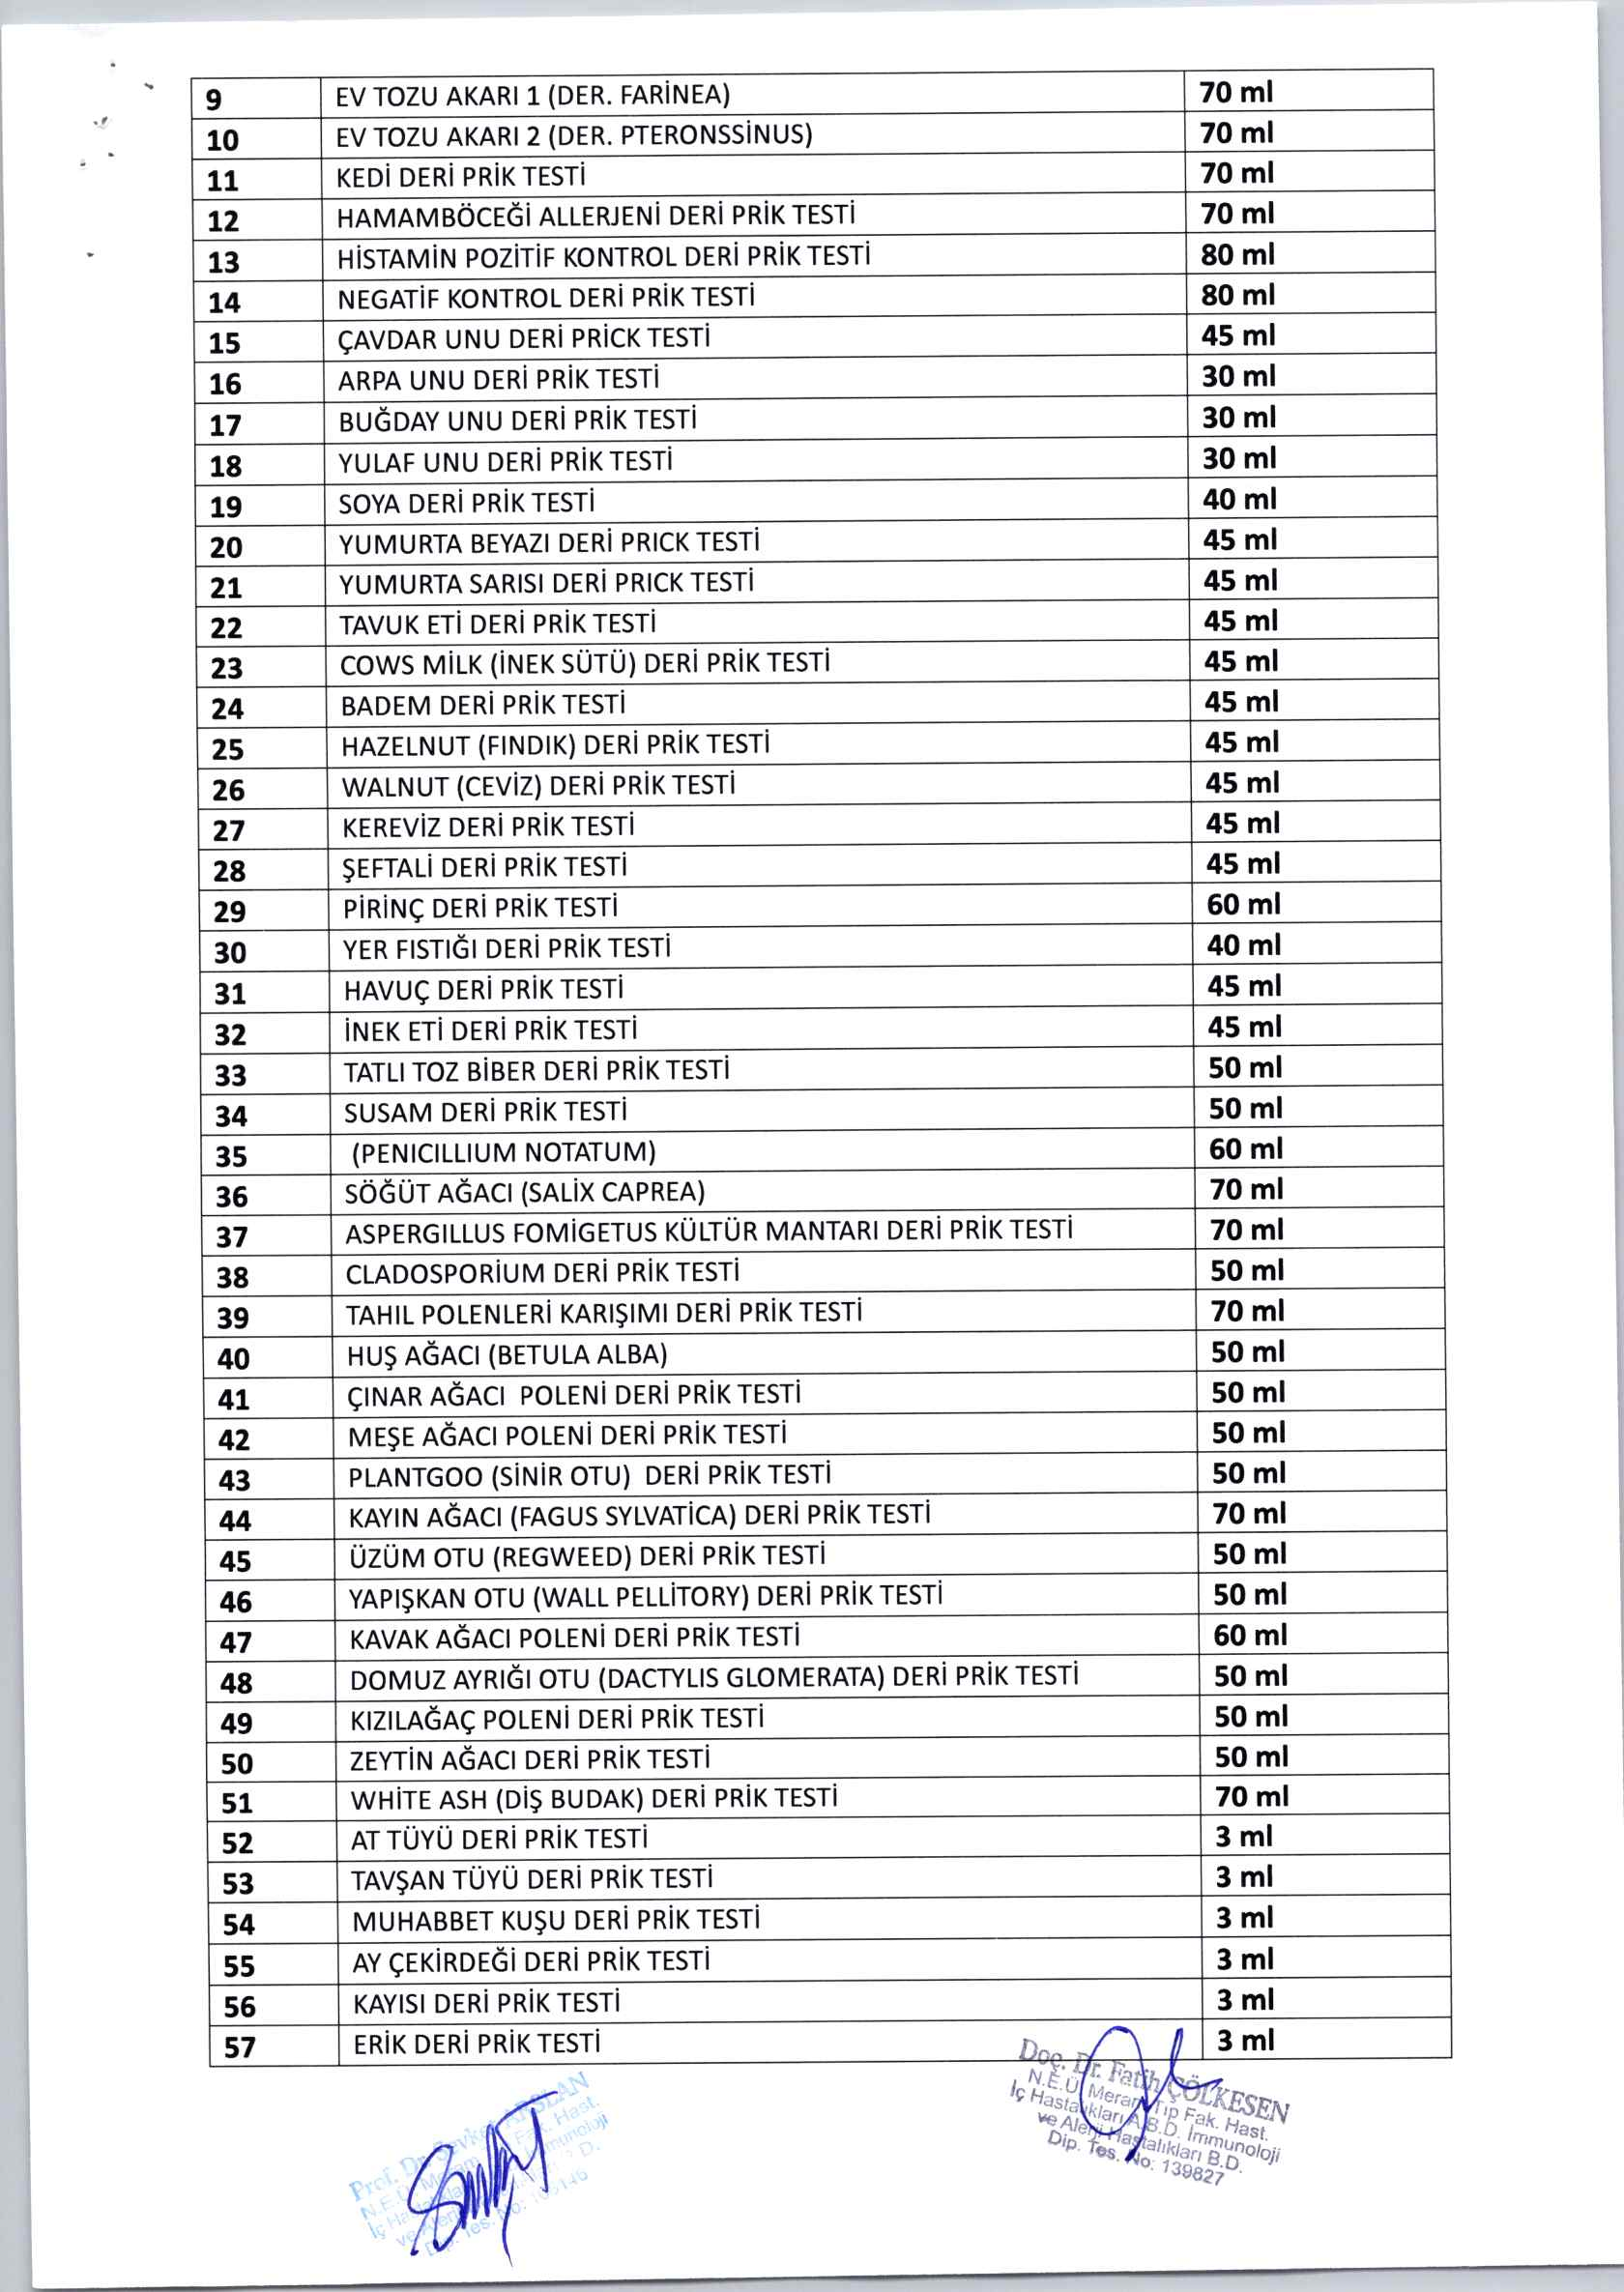 9 EV TOZU AKARI 1 (DER. FARİNEA) 70 ml
10 EV TOZU AKARI 2 (DER. PTERONSSİNUS) 70 ml
11 KEDİ DERİ PRİK TESTİ 70 ml
12 HAMAMBÖCEĞİ ALLERJENİ DERİ PRİK TESTİ 70 ml
13 HİSTAMİN POZİTİF KONTROL DERİ PRİK TESTİ 80 ml
14 NEGATİF KONTROL DERİ PRİK TESTİ 80 ml
15 ÇAVDAR UNU DERİ PRİCK TESTİ 45 ml
16 ARPA UNU DERİ PRİK TESTİ 30 ml
17 BUĞDAY UNU DERİ PRİK TESTİ 30 ml
18 YULAF UNU DERİ PRİK TESTİ 30 ml
19 SOYA DERİ PRİK TESTİ 40 ml
20 YUMURTA BEYAZI DERİ PRICK TESTİ 45 ml
21 YUMURTA SARISI DERİ PRICK TESTİ 45 ml
22 TAVUK ETİ DERİ PRİK TESTİ 45 ml
23 COWS MİLK (İNEK SÜTÜ) DERİ PRİK TESTİ 45 ml
24 BADEM DERİ PRİK TESTİ 45 ml
25 HAZELNUT (FINDIK) DERİ PRİK TESTİ 45 ml
26 WALNUT (CEVİZ) DERİ PRİK TESTİ 45 ml
27 KEREVİZ DERİ PRİK TESTİ 45 ml
28 ŞEFTALİ DERİ PRİK TESTİ 45 ml
29 PİRİNÇ DERİ PRİK TESTİ 60 ml
30 YER FISTIĞI DERİ PRİK TESTİ 40 ml
31 HAVUÇ DERİ PRİK TESTİ 45 ml
32 İNEK ETİ DERİ PRİK TESTİ 45 ml
33 TATLI TOZ BİBER DERİ PRİK TESTİ 50 ml
34 SUSAM DERİ PRİK TESTİ 50 ml
35 (PENICILLIUM NOTATUM) 60 ml
36 SÖĞÜT AĞACI (SALİX CAPREA) 70 ml
37 ASPERGILLUS FOMİGETUS KÜLTÜR MANTARI DERİ PRİK TESTİ 70 ml
38 CLADOSPORİUM DERİ PRİK TESTİ 50 ml
39 TAHIL POLENLERİ KARIŞIMI DERİ PRİK TESTİ 70 ml
40 HUŞ AĞACI (BETULA ALBA) 50 ml
41 ÇINAR AĞACI POLENİ DERİ PRİK TESTİ 50 ml
42 MEŞE AĞACI POLENİ DERİ PRİK TESTİ 50 ml
43 PLANTGOO (SİNİR OTU) DERİ PRİK TESTİ 50 ml
44 KAYIN AĞACI (FAGUS SYLVATİCA) DERİ PRİK TESTİ 70 ml
45 ÜZÜM OTU (REGWEED) DERİ PRİK TESTİ 50 ml
46 YAPIŞKAN OTU (WALL PELLİTORY) DERİ PRİK TESTİ 50 ml
47 KAVAK AĞACI POLENİ DERİ PRİK TESTİ 60 ml
48 DOMUZ AYRIĞI OTU (DACTYLIS GLOMERATA) DERİ PRİK TESTİ 50 ml
49 KIZILAĞAÇ POLENİ DERİ PRİK TESTİ 50 ml
50 ZEYTİN AĞACI DERİ PRİK TESTİ 50 ml
51 WHİTE ASH (DİŞ BUDAK) DERİ PRİK TESTİ 70 ml
52 AT TÜYÜ DERİ PRİK TESTİ 3 ml
53 TAVŞAN TÜYÜ DERİ PRİK TESTİ 3 ml
54 MUHABBET KUŞU DERİ PRİK TESTİ 3 ml
55 AY ÇEKİRDEĞİ DERİ PRİK TESTİ 3 ml
56 KAYISI DERİ PRİK TESTİ 3 ml
57 ERİK DERİ PRİK TESTİ 3 ml
Prof. Dr. Şevket ARSLAN
N.E.Ü. Meram Fak. Hast.
İç Immunoloji
Doç. Dr. Fatih ÇÖLKESEN
N.E.Ü. Meram Tıp Fak. Hast.
İç Hastalıkları A.B.D. İmmunoloji
ve Alerji Hastalıkları B.D.
Dip. Tes. No: 139827